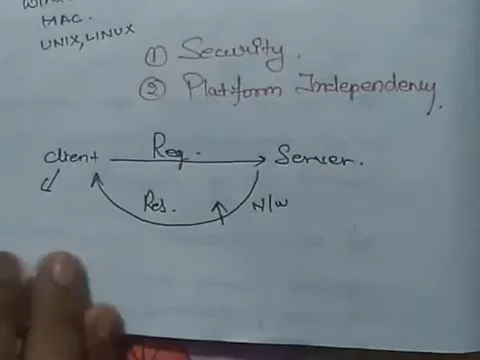 MAC.
UNIX, LINUX
① Security.
② Platform Independency.
client Req. Server.
Res. N/W